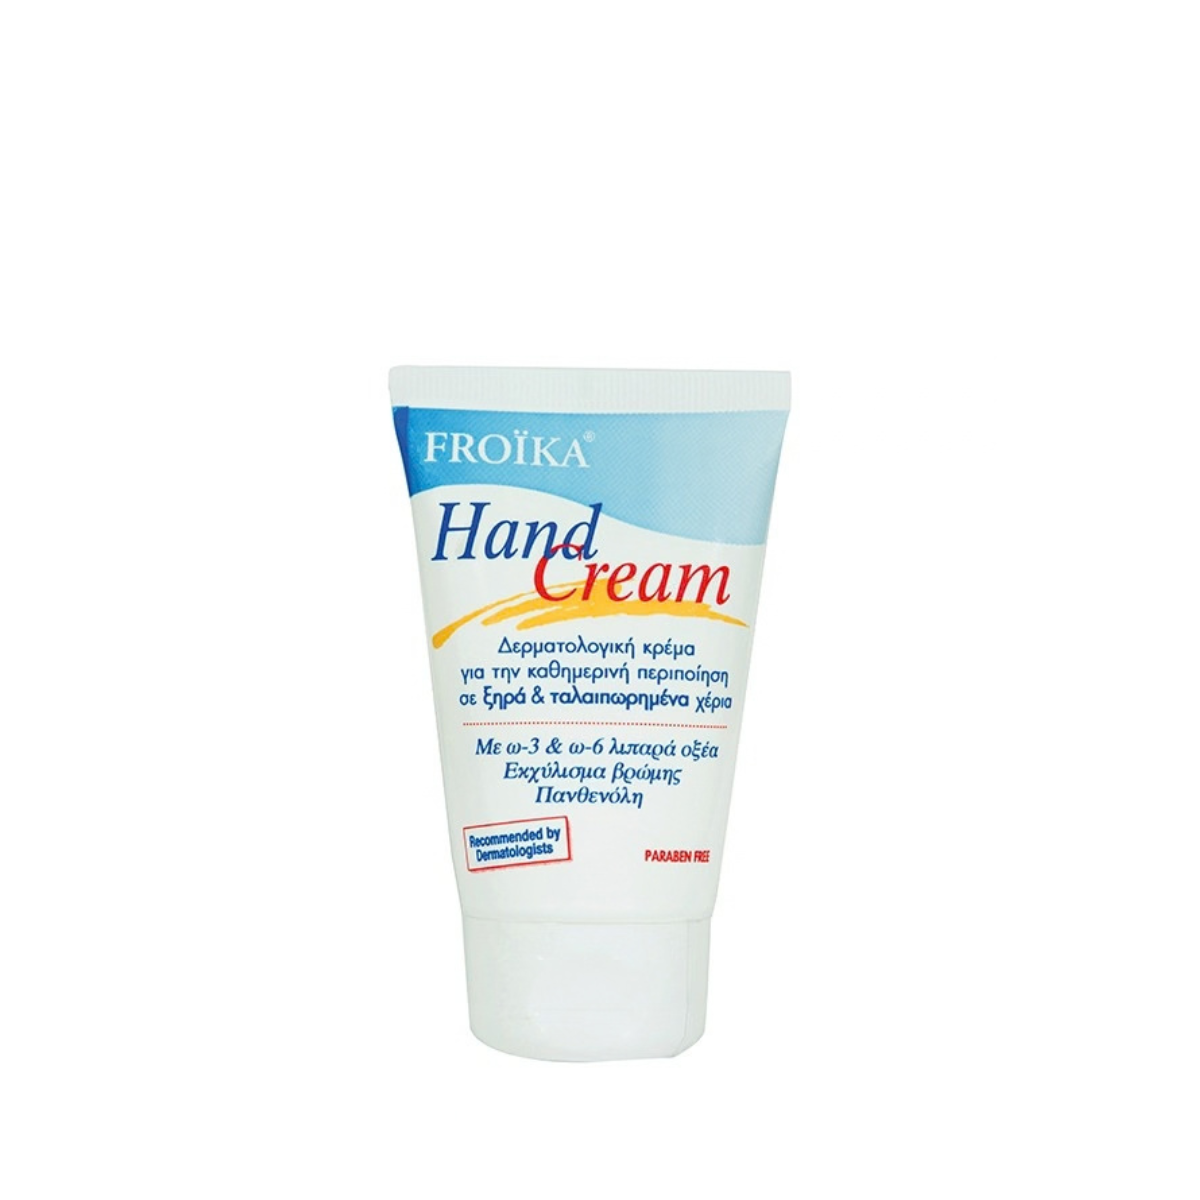 FROÏKA®
Hand
Cream
Δερματολογική κρέμα
για την καθημερινή περιποίηση
σε ξηρά & ταλαιπωρημένα χέρια
Με ω-3 & ω-6 λιπαρά οξέα
Εκχύλισμα βρώμης
Πανθενόλη
Recommended by
Dermatologists
PARABEN FREE